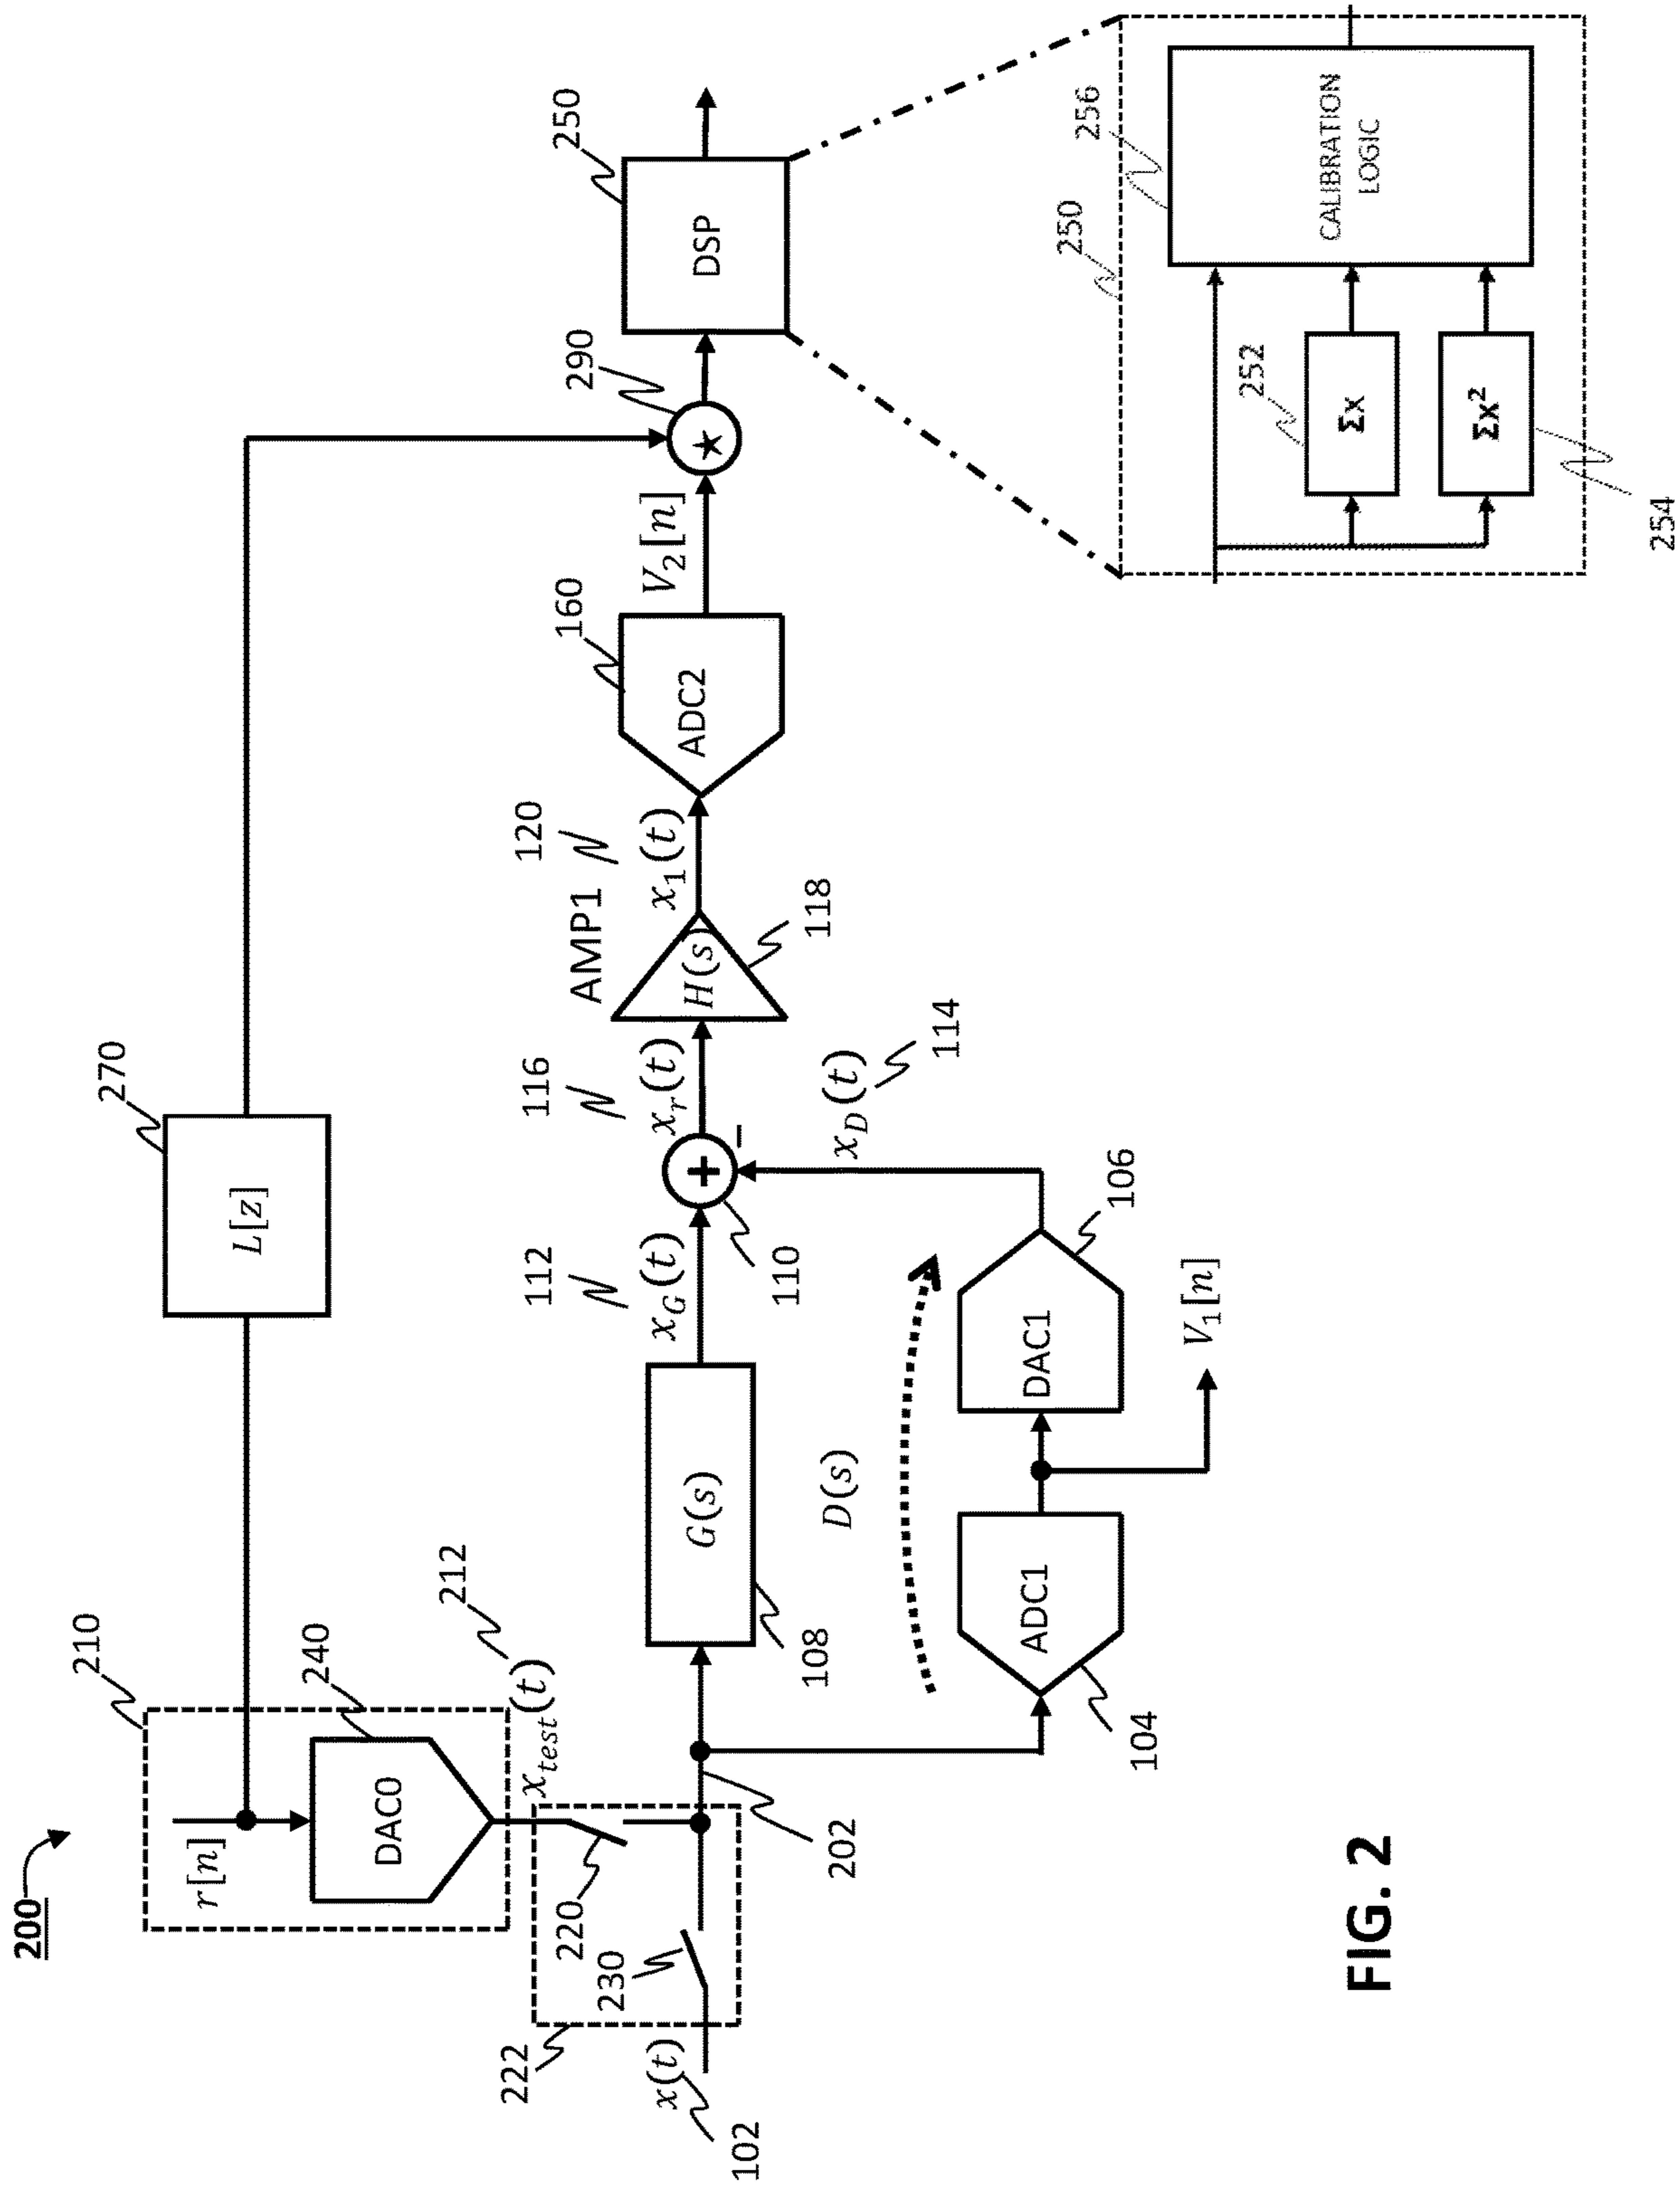 200
210
r[n]
DAC0
240
x_test(t)
212
270
L[z]
222
220
230
x(t)
102
202
G(s)
108
112
x_G(t)
110
+
−
116
x_r(t)
AMP1
H(s)
118
120
x_1(t)
160
ADC2
V_2[n]
290
★
250
DSP
D(s)
ADC1
104
DAC1
106
V_1[n]
x_D(t)
114
250
252
Σx
Σx²
254
256
CALIBRATION
LOGIC
FIG. 2